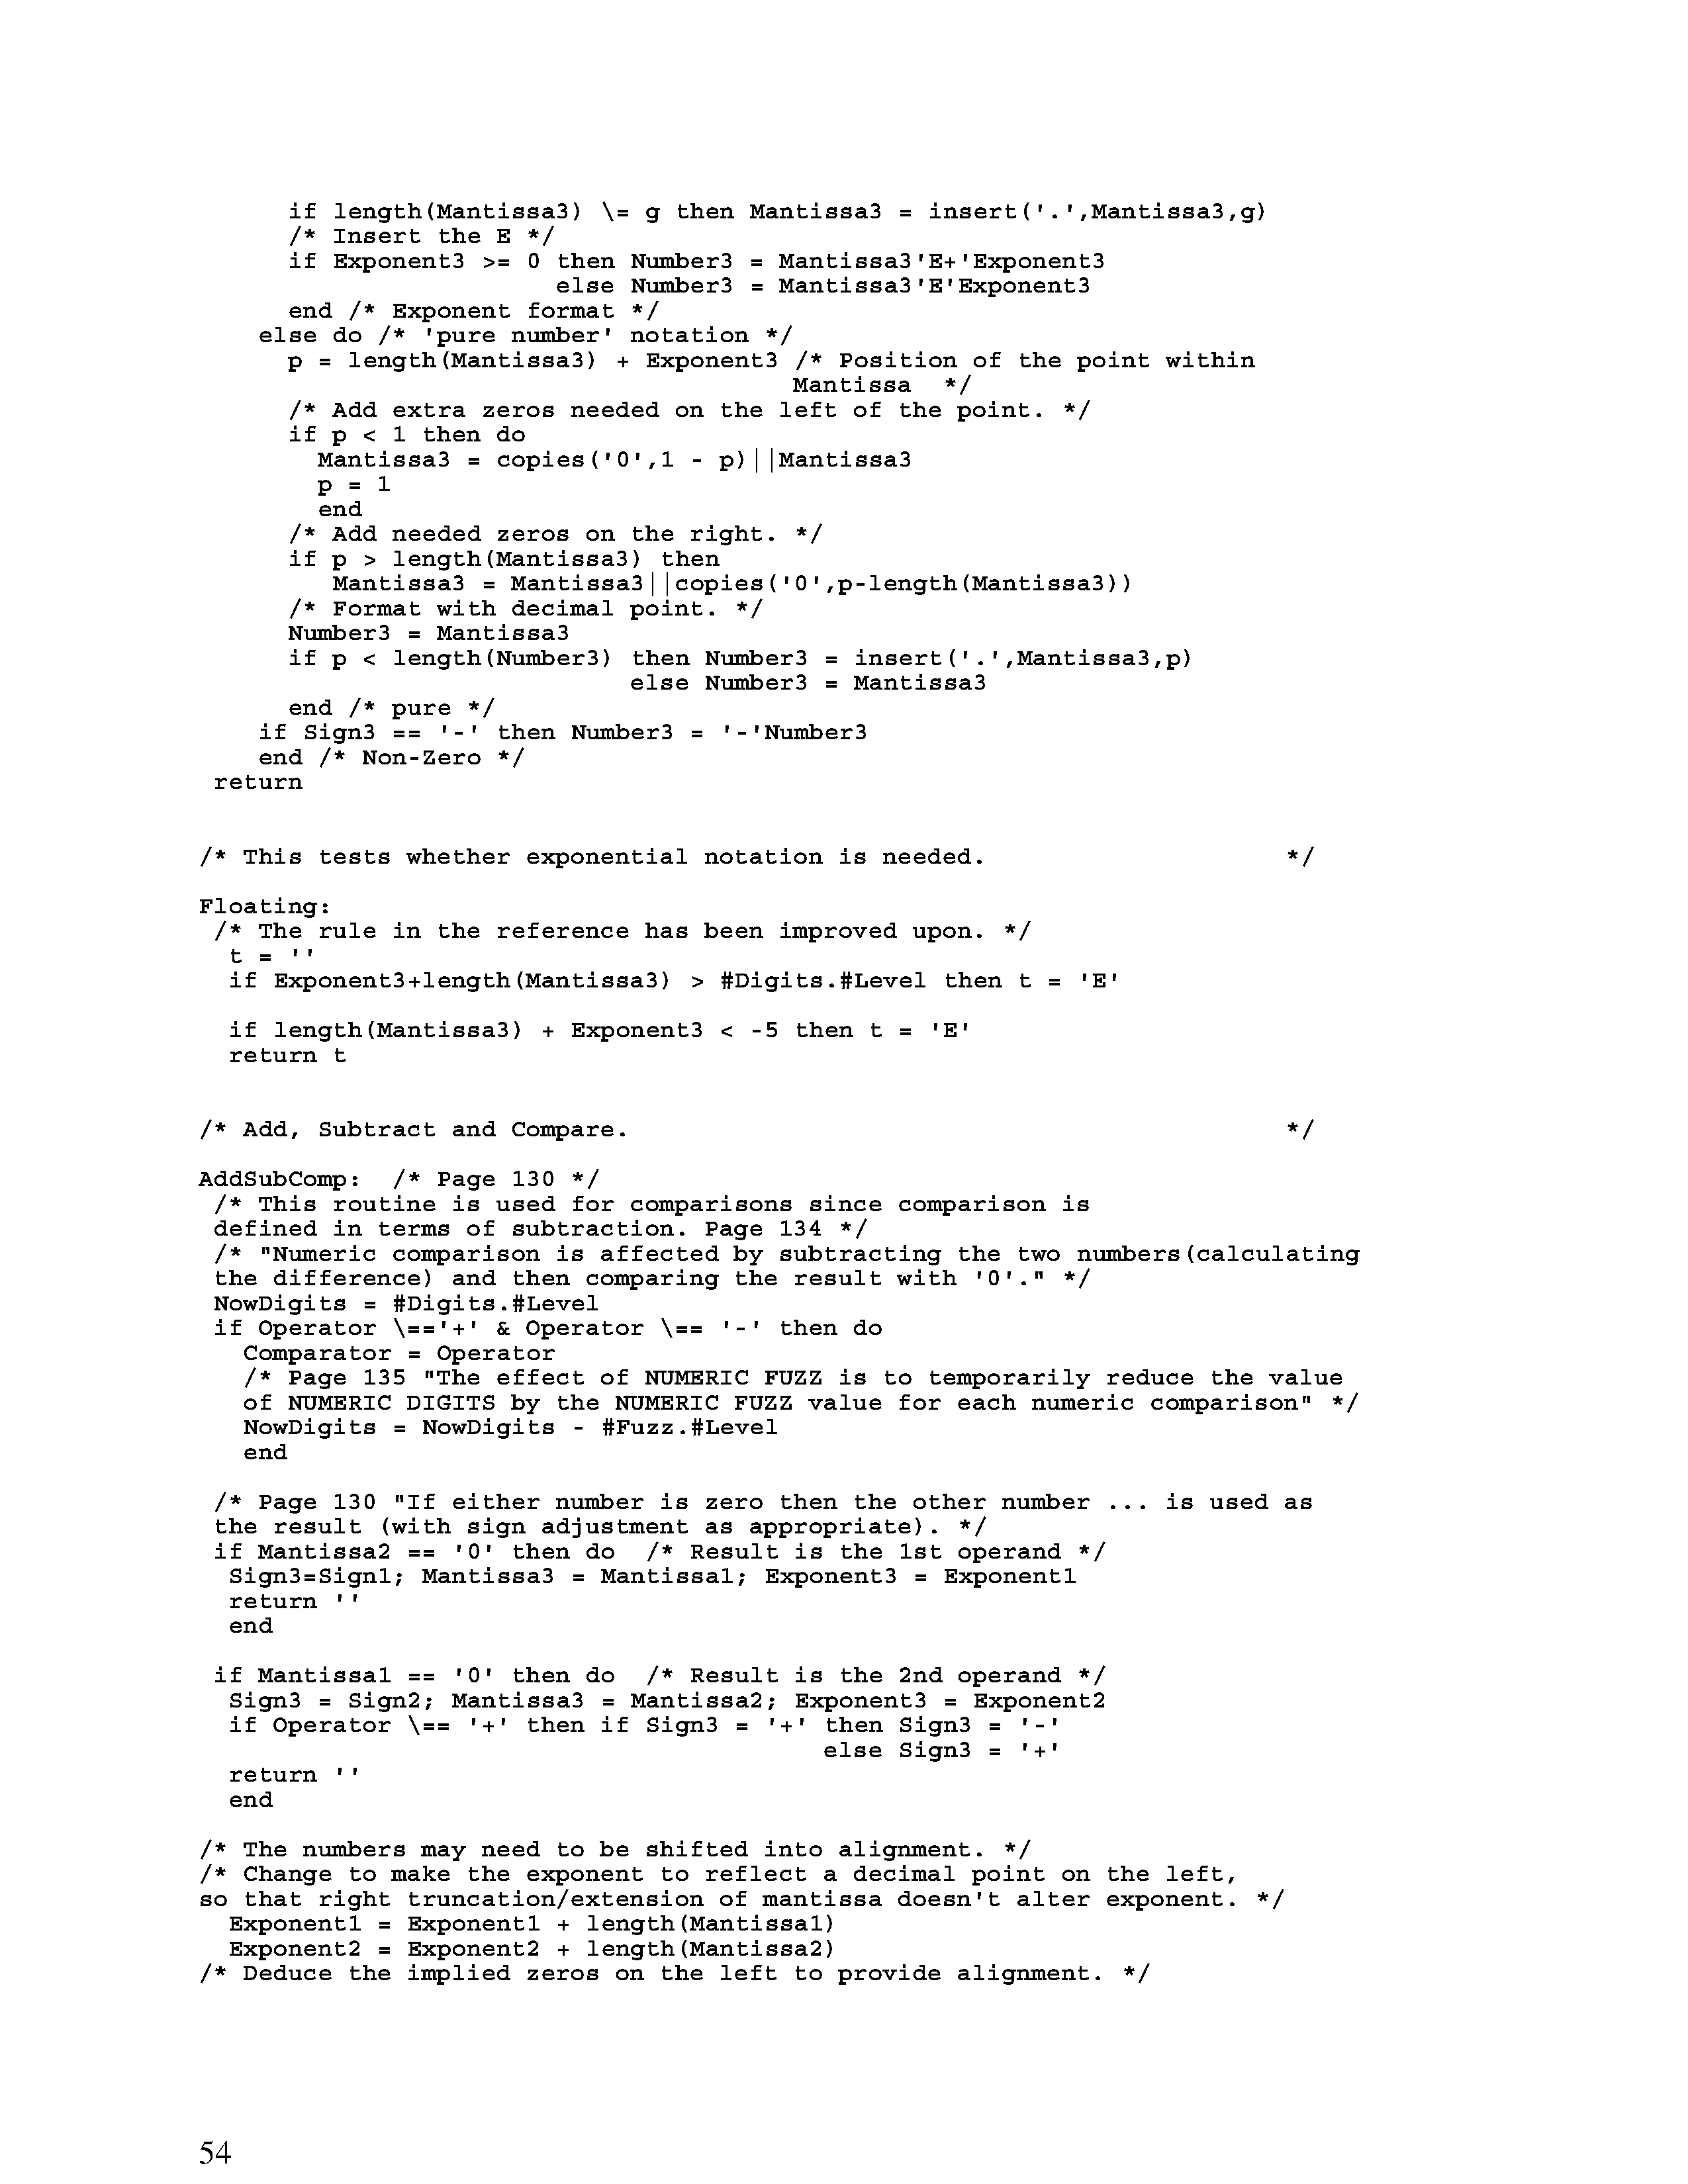 if length(Mantissa3) \= g then Mantissa3 = insert('.',Mantissa3,g)
      /* Insert the E */
      if Exponent3 >= 0 then Number3 = Mantissa3'E+'Exponent3
                        else Number3 = Mantissa3'E'Exponent3
      end /* Exponent format */
    else do /* 'pure number' notation */
      p = length(Mantissa3) + Exponent3 /* Position of the point within
                                        Mantissa  */
      /* Add extra zeros needed on the left of the point. */
      if p < 1 then do
        Mantissa3 = copies('0',1 - p)||Mantissa3
        p = 1
        end
      /* Add needed zeros on the right. */
      if p > length(Mantissa3) then
         Mantissa3 = Mantissa3||copies('0',p-length(Mantissa3))
      /* Format with decimal point. */
      Number3 = Mantissa3
      if p < length(Number3) then Number3 = insert('.',Mantissa3,p)
                             else Number3 = Mantissa3
      end /* pure */
    if Sign3 == '-' then Number3 = '-'Number3
    end /* Non-Zero */
 return
/* This tests whether exponential notation is needed.                    */
Floating:
 /* The rule in the reference has been improved upon. */
  t = ''
  if Exponent3+length(Mantissa3) > #Digits.#Level then t = 'E'
  if length(Mantissa3) + Exponent3 < -5 then t = 'E'
  return t
/* Add, Subtract and Compare.                                            */
AddSubComp:  /* Page 130 */
 /* This routine is used for comparisons since comparison is
 defined in terms of subtraction. Page 134 */
 /* "Numeric comparison is affected by subtracting the two numbers(calculating
 the difference) and then comparing the result with '0'." */
 NowDigits = #Digits.#Level
 if Operator \=='+' & Operator \== '-' then do
   Comparator = Operator
   /* Page 135 "The effect of NUMERIC FUZZ is to temporarily reduce the value
   of NUMERIC DIGITS by the NUMERIC FUZZ value for each numeric comparison" */
   NowDigits = NowDigits - #Fuzz.#Level
   end
 /* Page 130 "If either number is zero then the other number ... is used as
 the result (with sign adjustment as appropriate). */
 if Mantissa2 == '0' then do  /* Result is the 1st operand */
  Sign3=Sign1; Mantissa3 = Mantissa1; Exponent3 = Exponent1
  return ''
  end
 if Mantissa1 == '0' then do  /* Result is the 2nd operand */
  Sign3 = Sign2; Mantissa3 = Mantissa2; Exponent3 = Exponent2
  if Operator \== '+' then if Sign3 = '+' then Sign3 = '-'
                                          else Sign3 = '+'
  return ''
  end
/* The numbers may need to be shifted into alignment. */
/* Change to make the exponent to reflect a decimal point on the left,
so that right truncation/extension of mantissa doesn't alter exponent. */
  Exponent1 = Exponent1 + length(Mantissa1)
  Exponent2 = Exponent2 + length(Mantissa2)
/* Deduce the implied zeros on the left to provide alignment. */
54